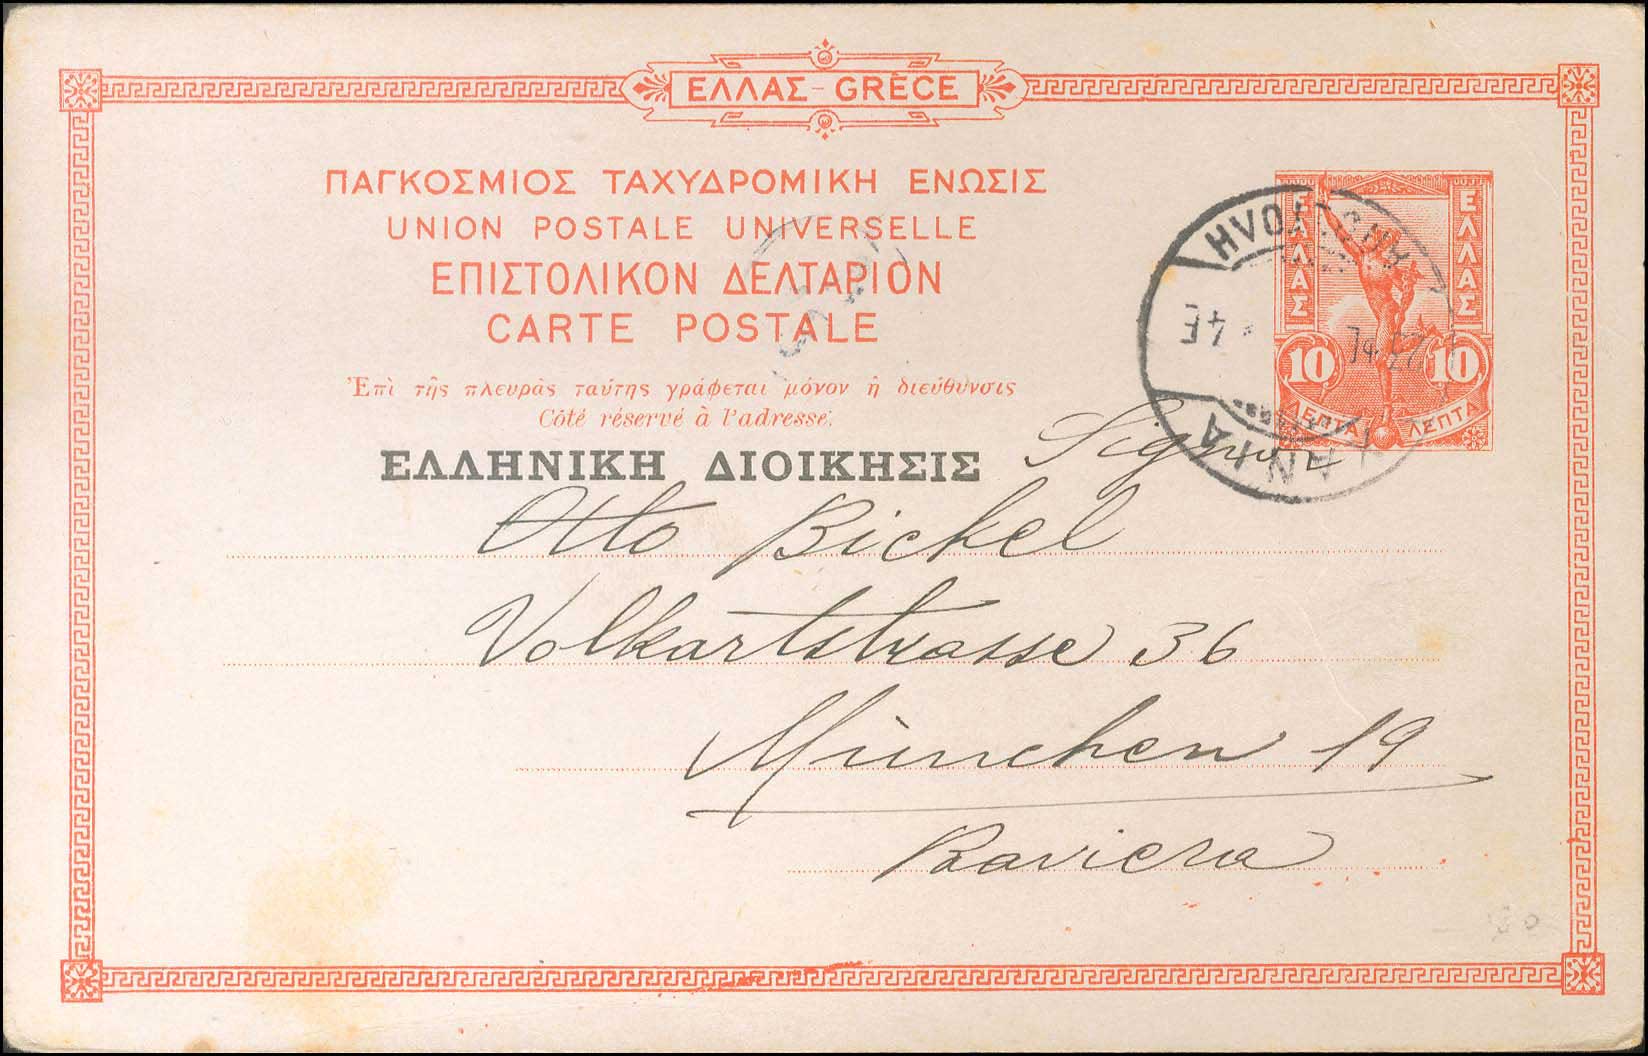 ΕΛΛΑΣ - GRÈCE
ΠΑΓΚΟΣΜΙΟΣ ΤΑΧΥΔΡΟΜΙΚΗ ΕΝΩΣΙΣ
UNION POSTALE UNIVERSELLE
ΕΠΙΣΤΟΛΙΚΟΝ ΔΕΛΤΑΡΙΟΝ
CARTE POSTALE
Ἐπὶ τῆς πλευρᾶς ταύτης γράφεται μόνον ἡ διεύθυνσις
Côté réservé à l'adresse.
ΕΛΛΗΝΙΚΗ ΔΙΟΙΚΗΣΙΣ
ΕΛΛΑΣ
ΕΛΛΑΣ
10
10
ΛΕΠΤΑ
ΛΕΠΤΑ
Signor
Otto Bickel
Volkartstrasse 36
München 19
Baviera